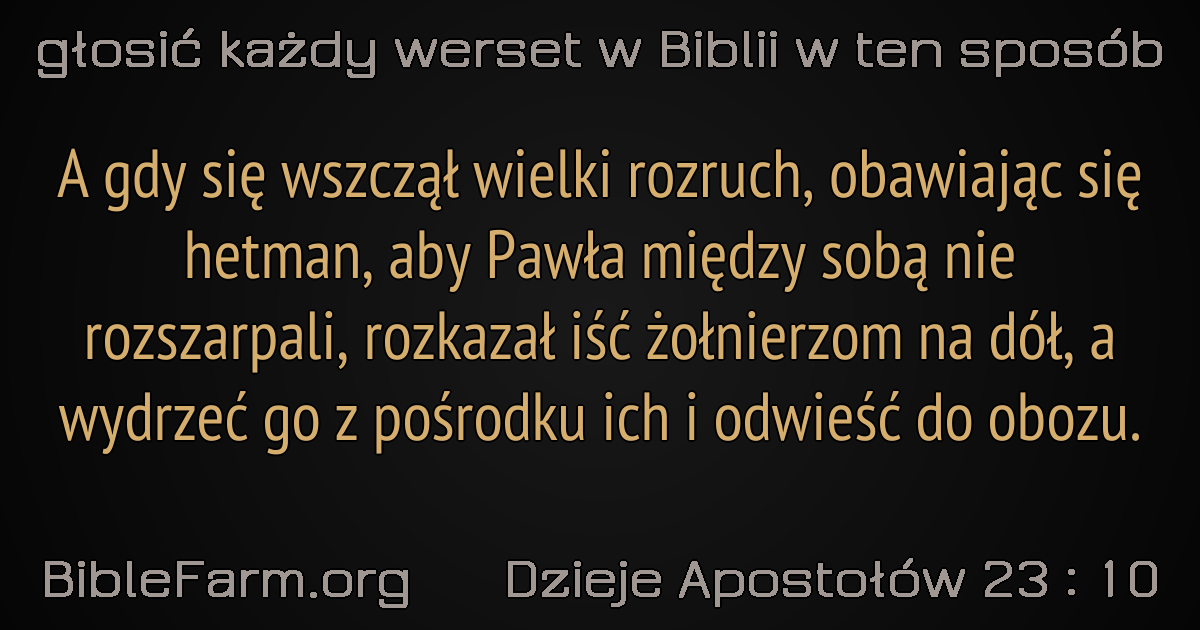 głosić każdy werset w Biblii w ten sposób
A gdy się wszczął wielki rozruch, obawiając się
hetman, aby Pawła między sobą nie
rozszarpali, rozkazał iść żołnierzom na dół, a
wydrzeć go z pośrodku ich i odwieść do obozu.
BibleFarm.org Dzieje Apostołów 23 : 10